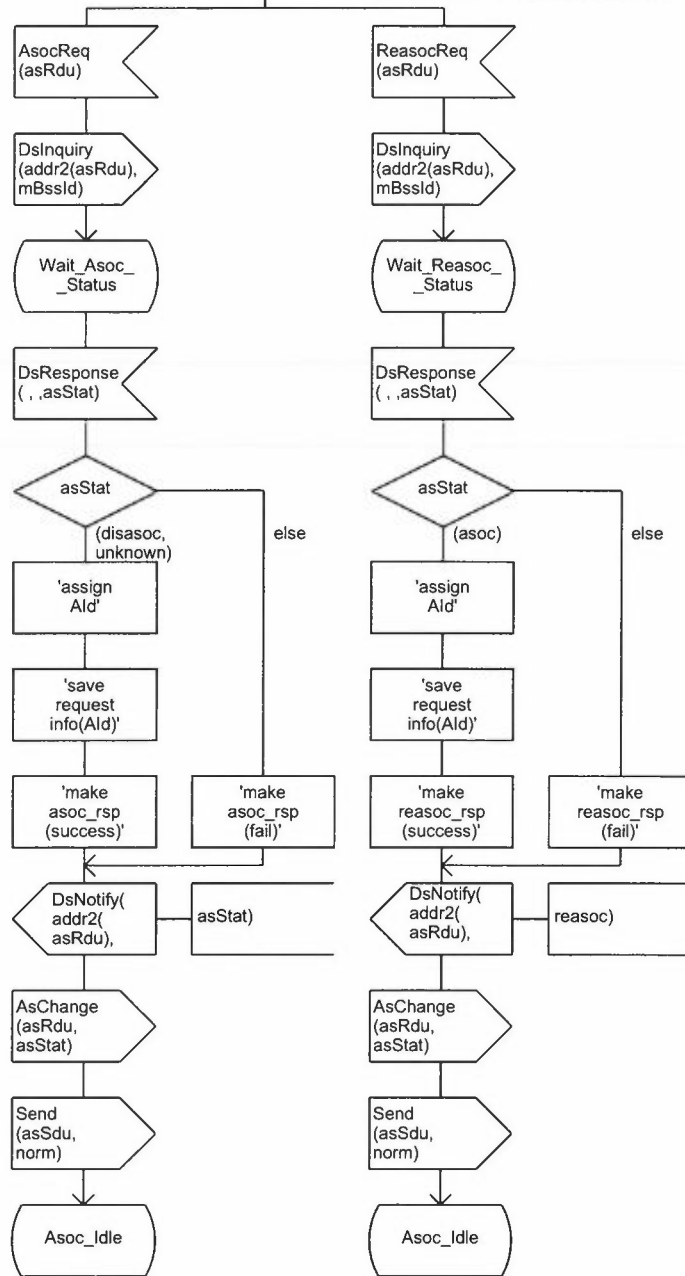 AsocReq
(asRdu)
DsInquiry
(addr2(asRdu),
mBssId)
Wait_Asoc_
_Status
DsResponse
( , ,asStat)
asStat
(disasoc,
unknown)
else
'assign
AId'
'save
request
info(AId)'
'make
asoc_rsp
(success)'
'make
asoc_rsp
(fail)'
DsNotify(
addr2(
asRdu),
asStat)
AsChange
(asRdu,
asStat)
Send
(asSdu,
norm)
Asoc_Idle
ReasocReq
(asRdu)
DsInquiry
(addr2(asRdu),
mBssId)
Wait_Reasoc_
_Status
DsResponse
( , ,asStat)
asStat
(asoc)
else
'assign
AId'
'save
request
info(AId)'
'make
reasoc_rsp
(success)'
'make
reasoc_rsp
(fail)'
DsNotify(
addr2(
asRdu),
reasoc)
AsChange
(asRdu,
asStat)
Send
(asSdu,
norm)
Asoc_Idle